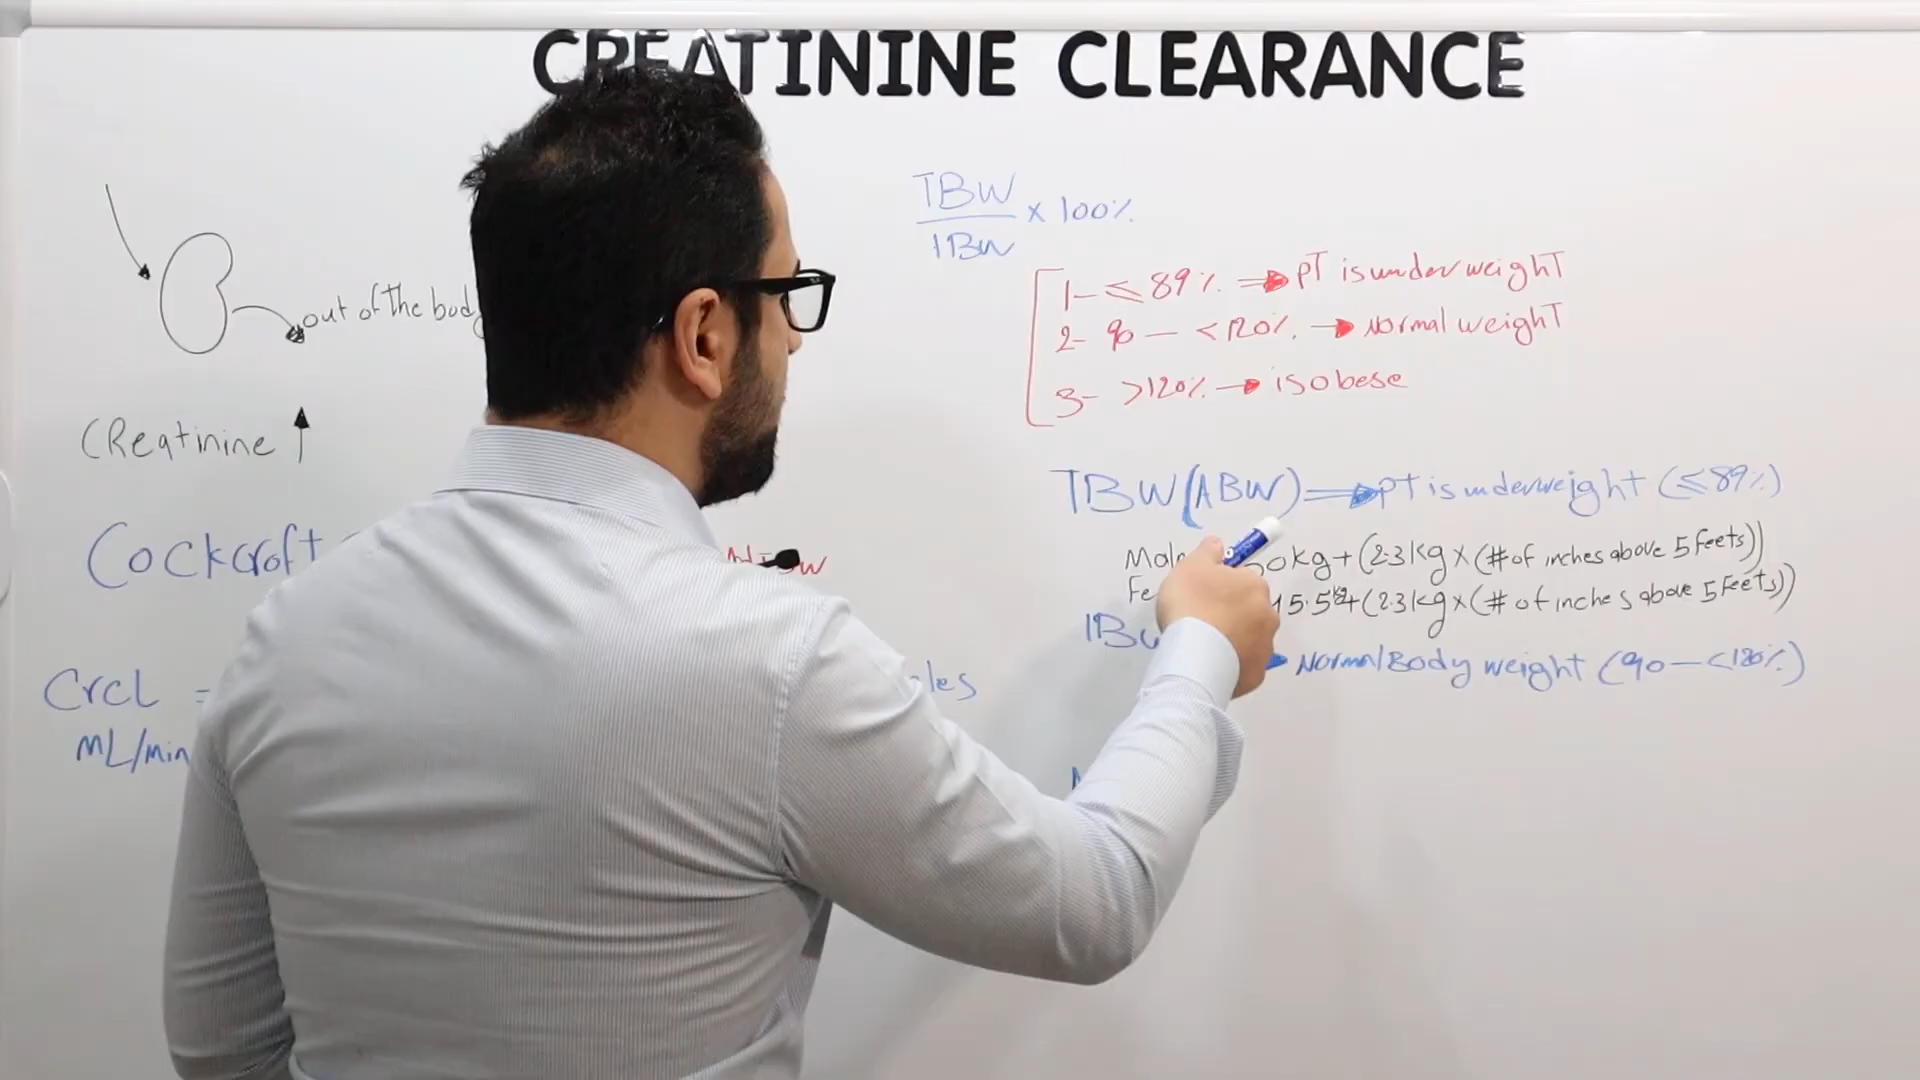 CREATININE CLEARANCE
out of the body
CReatinine
Cockcroft
Crcl =
mL/min
TBW
IBW
x 100%
1- ≤ 89% → PT is underweight
2- 90 — <120% → Normal weight
3- >120% → is obese
TBW (ABW) → PT is underweight (≤89%)
kg + (2.3 kg x (# of inches above 5 Feets))
5.5 kg + (2.3 kg x (# of inches above 5 Feets))
Normal Body weight (90 — <120%)